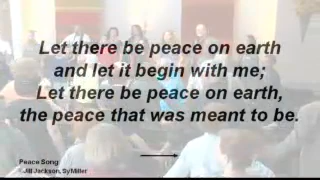 Let there be peace on earth
and let it begin with me;
Let there be peace on earth,
the peace that was meant to be.
Peace Song
Jill Jackson, Sy Miller